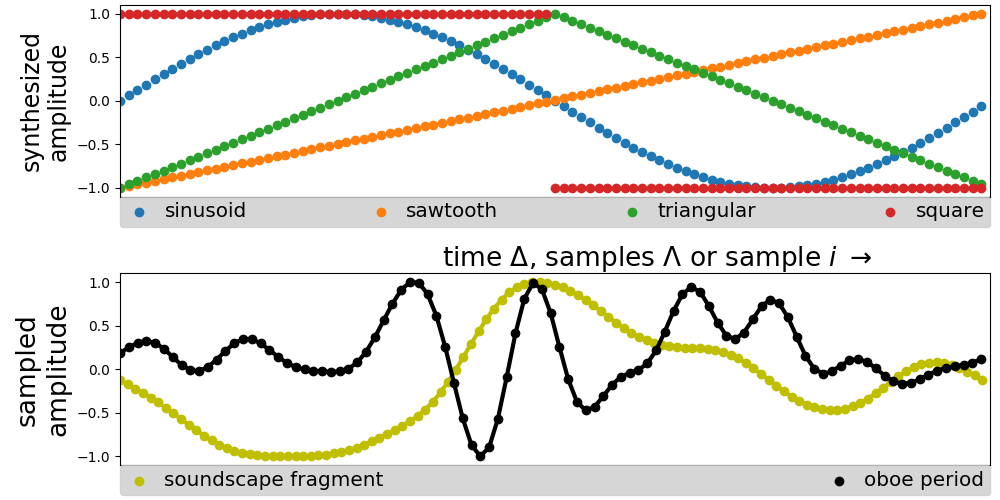 synthesized
amplitude
1.0
0.5
0.0
−0.5
−1.0
sinusoid sawtooth triangular square
time Δ, samples Λ or sample i →
sampled
amplitude
1.0
0.5
0.0
−0.5
−1.0
soundscape fragment oboe period